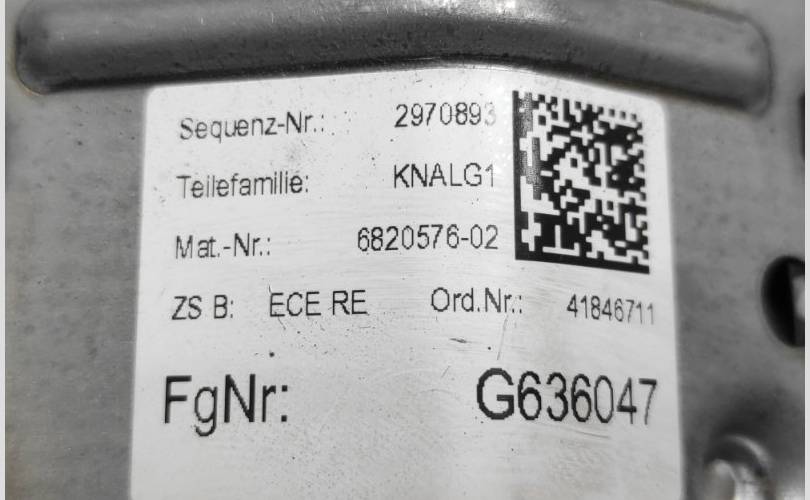 Sequenz-Nr.: 2970893
Teilefamilie: KNALG1
Mat.-Nr.: 6820576-02
ZS B: ECE RE Ord.Nr.: 41846711
FgNr: G636047